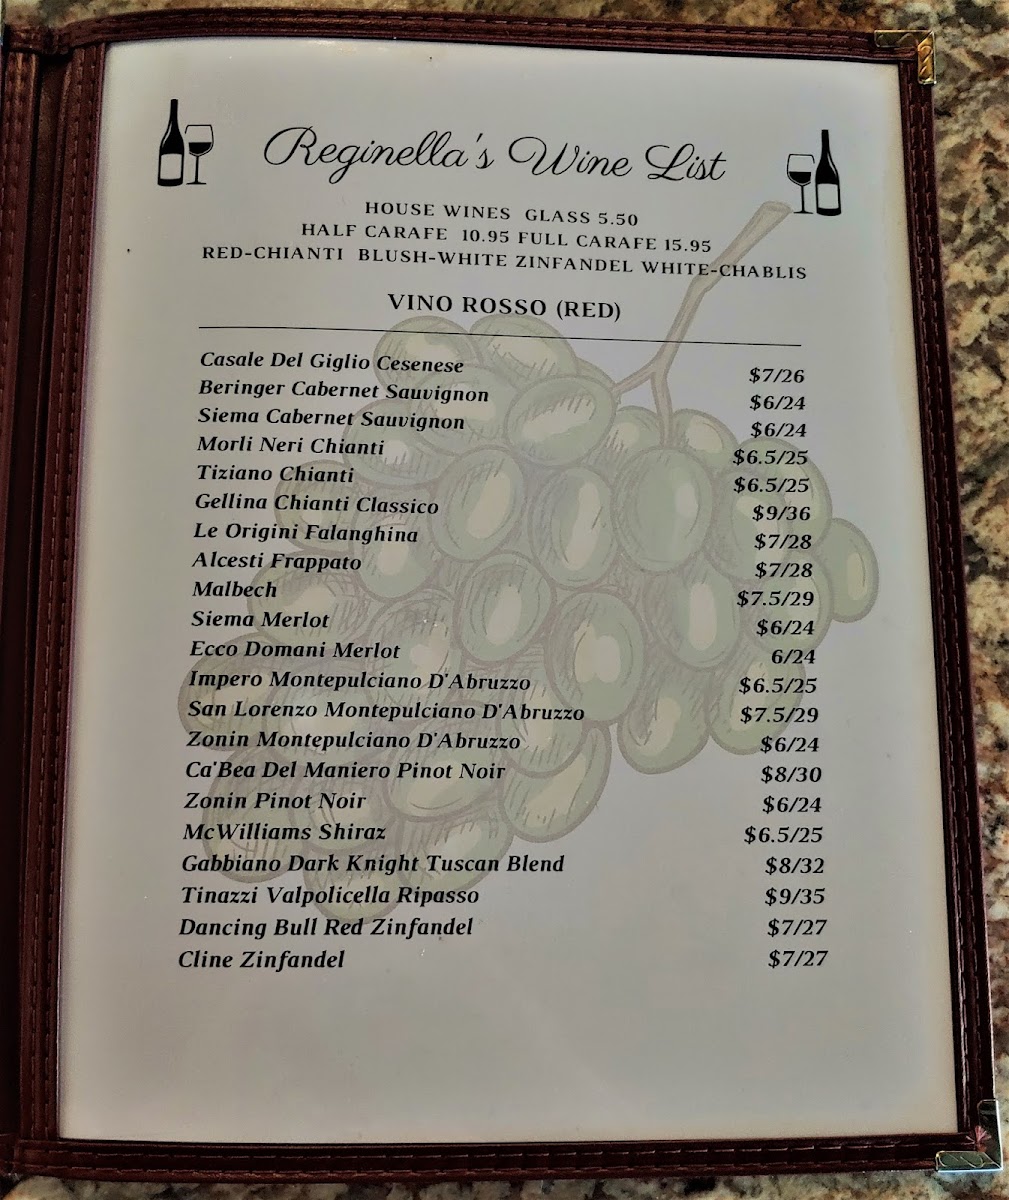 Reginella's Wine List
HOUSE WINES GLASS 5.50
HALF CARAFE 10.95 FULL CARAFE 15.95
RED-CHIANTI BLUSH-WHITE ZINFANDEL WHITE-CHABLIS
VINO ROSSO (RED)
Casale Del Giglio Cesenese $7/26
Beringer Cabernet Sauvignon $6/24
Siema Cabernet Sauvignon $6/24
Morli Neri Chianti $6.5/25
Tiziano Chianti $6.5/25
Gellina Chianti Classico $9/36
Le Origini Falanghina $7/28
Alcesti Frappato $7/28
Malbech $7.5/29
Siema Merlot $6/24
Ecco Domani Merlot 6/24
Impero Montepulciano D'Abruzzo $6.5/25
San Lorenzo Montepulciano D'Abruzzo $7.5/29
Zonin Montepulciano D'Abruzzo $6/24
Ca'Bea Del Maniero Pinot Noir $8/30
Zonin Pinot Noir $6/24
McWilliams Shiraz $6.5/25
Gabbiano Dark Knight Tuscan Blend $8/32
Tinazzi Valpolicella Ripasso $9/35
Dancing Bull Red Zinfandel $7/27
Cline Zinfandel $7/27